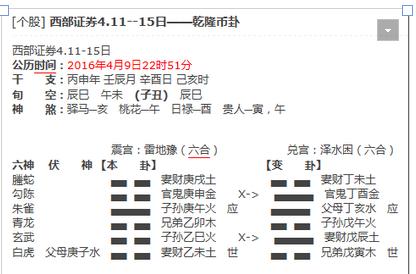 [个股] 西部证券4.11--15日——乾隆币卦
西部证券4.11-15日
公历时间：2016年4月9日22时51分
干　　支：丙申年 壬辰月 辛酉日 己亥时
旬　　空：辰巳　午未　(子丑)　辰巳
神　　煞：驿马─亥　桃花─午　日禄─酉　贵人─寅，午
震宫：雷地豫（六合）　兑宫：泽水困（六合）
六神　伏　　神　【本　　卦】　【变　　卦】
螣蛇　妻财庚戌土　妻财丁未土
勾陈　官鬼庚申金　X->　官鬼丁酉金
朱雀　子孙庚午火　应　父母丁亥水　应
青龙　兄弟乙卯木　子孙戊午火
玄武　子孙乙巳火　X->　妻财戊辰土
白虎　父母庚子水　妻财乙未土　世　兄弟戊寅木　世